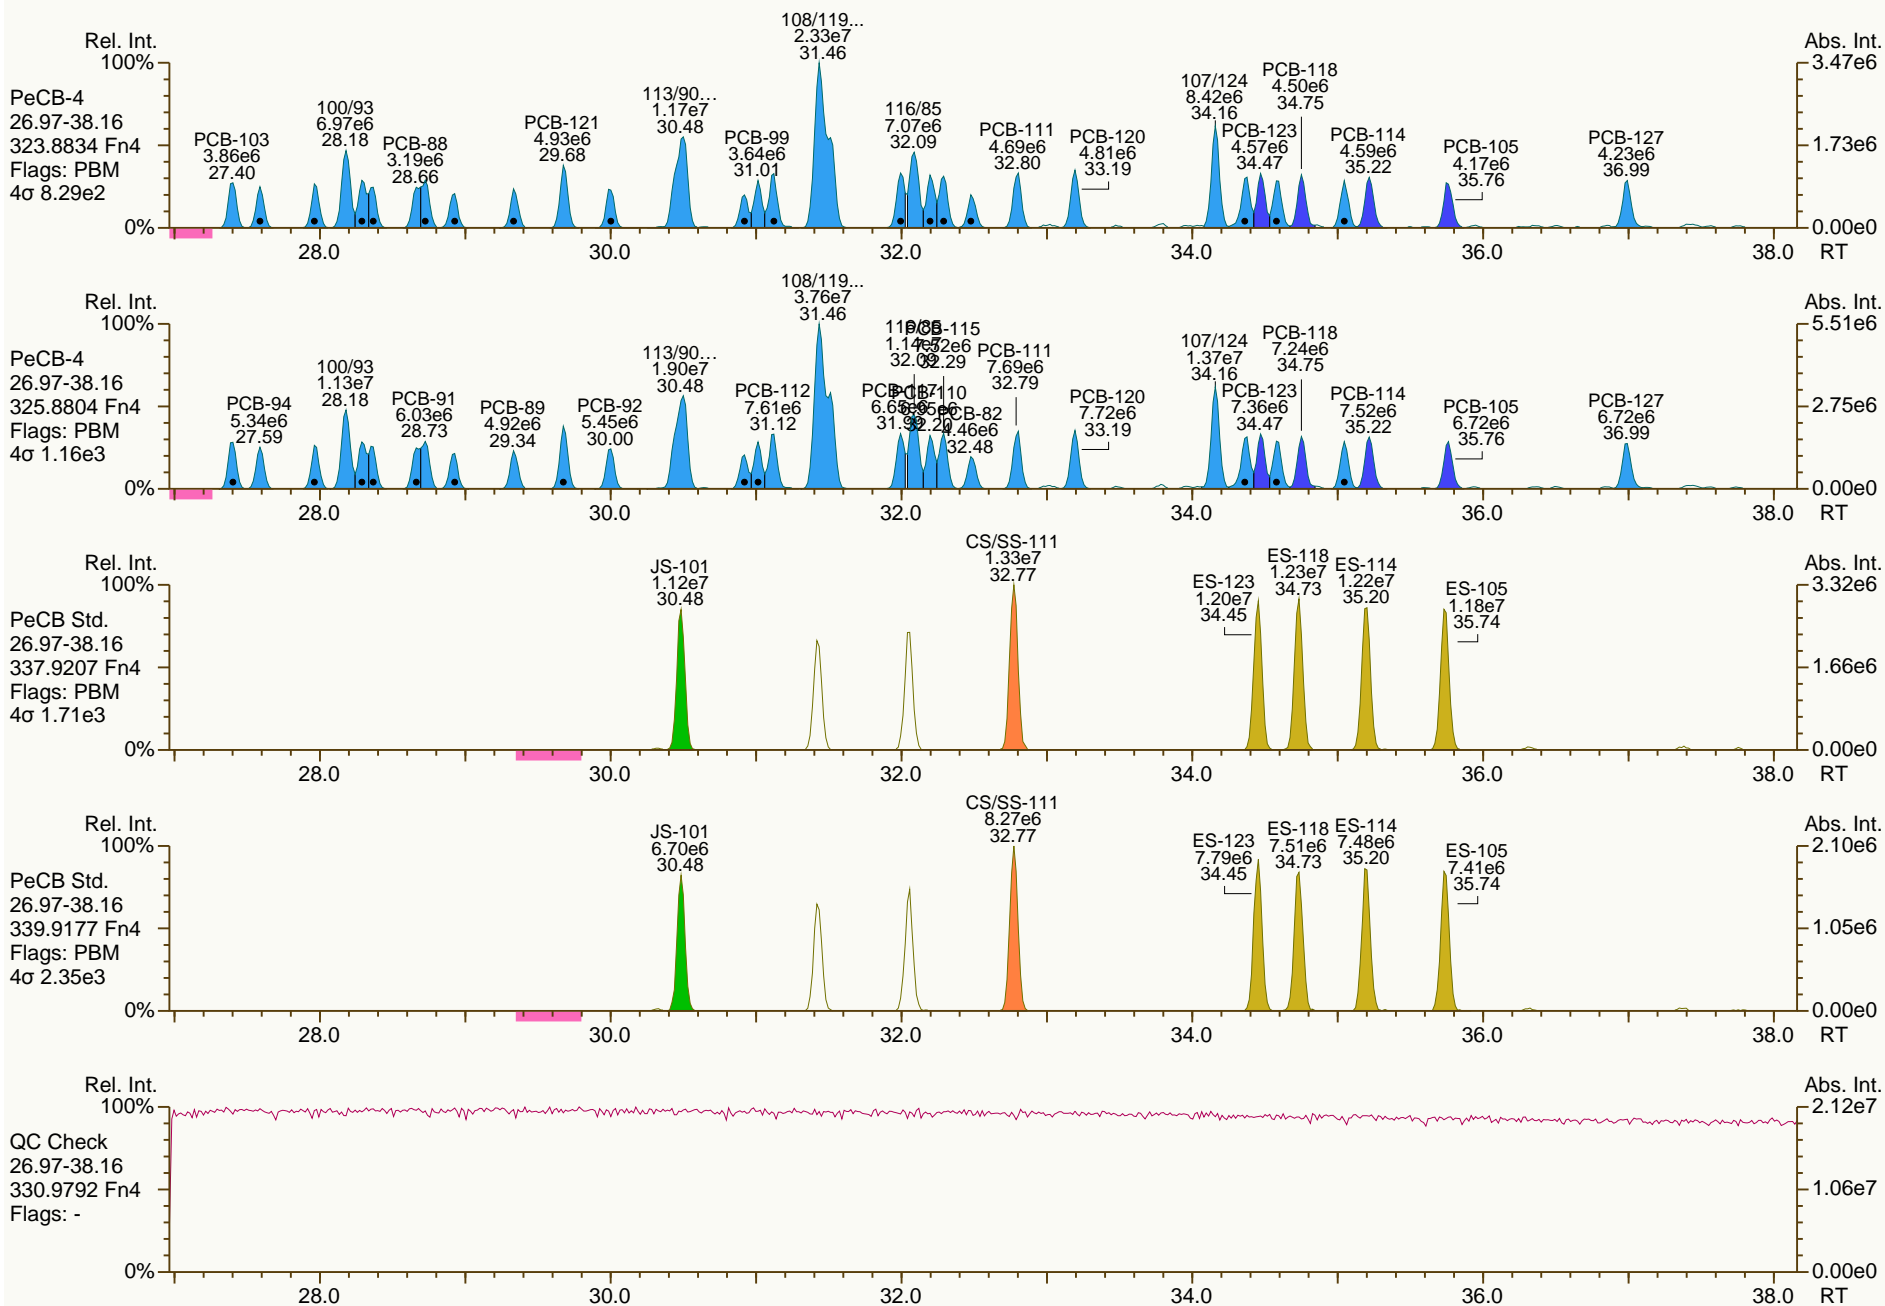 Rel. Int.
100%
0%
PeCB-4
26.97-38.16
323.8834 Fn4
Flags: PBM
4σ 8.29e2
PCB-103
3.86e6
27.40
100/93
6.97e6
28.18
PCB-88
3.19e6
28.66
PCB-121
4.93e6
29.68
113/90...
1.17e7
30.48
PCB-99
3.64e6
31.01
108/119...
2.33e7
31.46
116/85
7.07e6
32.09
PCB-111
4.69e6
32.80
PCB-120
4.81e6
33.19
107/124
8.42e6
34.16
PCB-123
4.57e6
34.47
PCB-118
4.50e6
34.75
PCB-114
4.59e6
35.22
PCB-105
4.17e6
35.76
PCB-127
4.23e6
36.99
Abs. Int.
3.47e6
1.73e6
0.00e0
28.0 30.0 32.0 34.0 36.0 38.0 RT
Rel. Int.
100%
0%
PeCB-4
26.97-38.16
325.8804 Fn4
Flags: PBM
4σ 1.16e3
PCB-94
5.34e6
27.59
100/93
1.13e7
28.18
PCB-91
6.03e6
28.73
PCB-89
4.92e6
29.34
PCB-92
5.45e6
30.00
113/90...
1.90e7
30.48
PCB-112
7.61e6
31.12
108/119...
3.76e7
31.46
32.09
PCB-115
7.52e6
32.29
PCB-82
4.46e6
32.48
PCB-111
7.69e6
32.79
PCB-120
7.72e6
33.19
107/124
1.37e7
34.16
PCB-123
7.36e6
34.47
PCB-118
7.24e6
34.75
PCB-114
7.52e6
35.22
PCB-105
6.72e6
35.76
PCB-127
6.72e6
36.99
Abs. Int.
5.51e6
2.75e6
0.00e0
28.0 30.0 32.0 34.0 36.0 38.0 RT
Rel. Int.
100%
0%
PeCB Std.
26.97-38.16
337.9207 Fn4
Flags: PBM
4σ 1.71e3
JS-101
1.12e7
30.48
CS/SS-111
1.33e7
32.77
ES-123
1.20e7
34.45
ES-118
1.23e7
34.73
ES-114
1.22e7
35.20
ES-105
1.18e7
35.74
Abs. Int.
3.32e6
1.66e6
0.00e0
28.0 30.0 32.0 34.0 36.0 38.0 RT
Rel. Int.
100%
0%
PeCB Std.
26.97-38.16
339.9177 Fn4
Flags: PBM
4σ 2.35e3
JS-101
6.70e6
30.48
CS/SS-111
8.27e6
32.77
ES-123
7.79e6
34.45
ES-118
7.51e6
34.73
ES-114
7.48e6
35.20
ES-105
7.41e6
35.74
Abs. Int.
2.10e6
1.05e6
0.00e0
28.0 30.0 32.0 34.0 36.0 38.0 RT
Rel. Int.
100%
0%
QC Check
26.97-38.16
330.9792 Fn4
Flags: -
Abs. Int.
2.12e7
1.06e7
0.00e0
28.0 30.0 32.0 34.0 36.0 38.0 RT